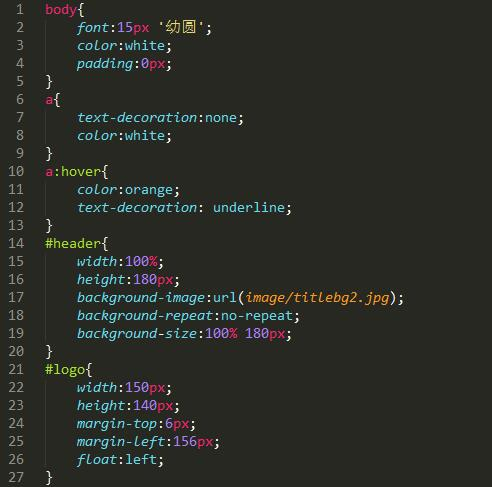 1 body{
2 font:15px '幼圆';
3 color:white;
4 padding:0px;
5 }
6 a{
7 text-decoration:none;
8 color:white;
9 }
10 a:hover{
11 color:orange;
12 text-decoration: underline;
13 }
14 #header{
15 width:100%;
16 height:180px;
17 background-image:url(image/titlebg2.jpg);
18 background-repeat:no-repeat;
19 background-size:100% 180px;
20 }
21 #logo{
22 width:150px;
23 height:140px;
24 margin-top:6px;
25 margin-left:156px;
26 float:left;
27 }